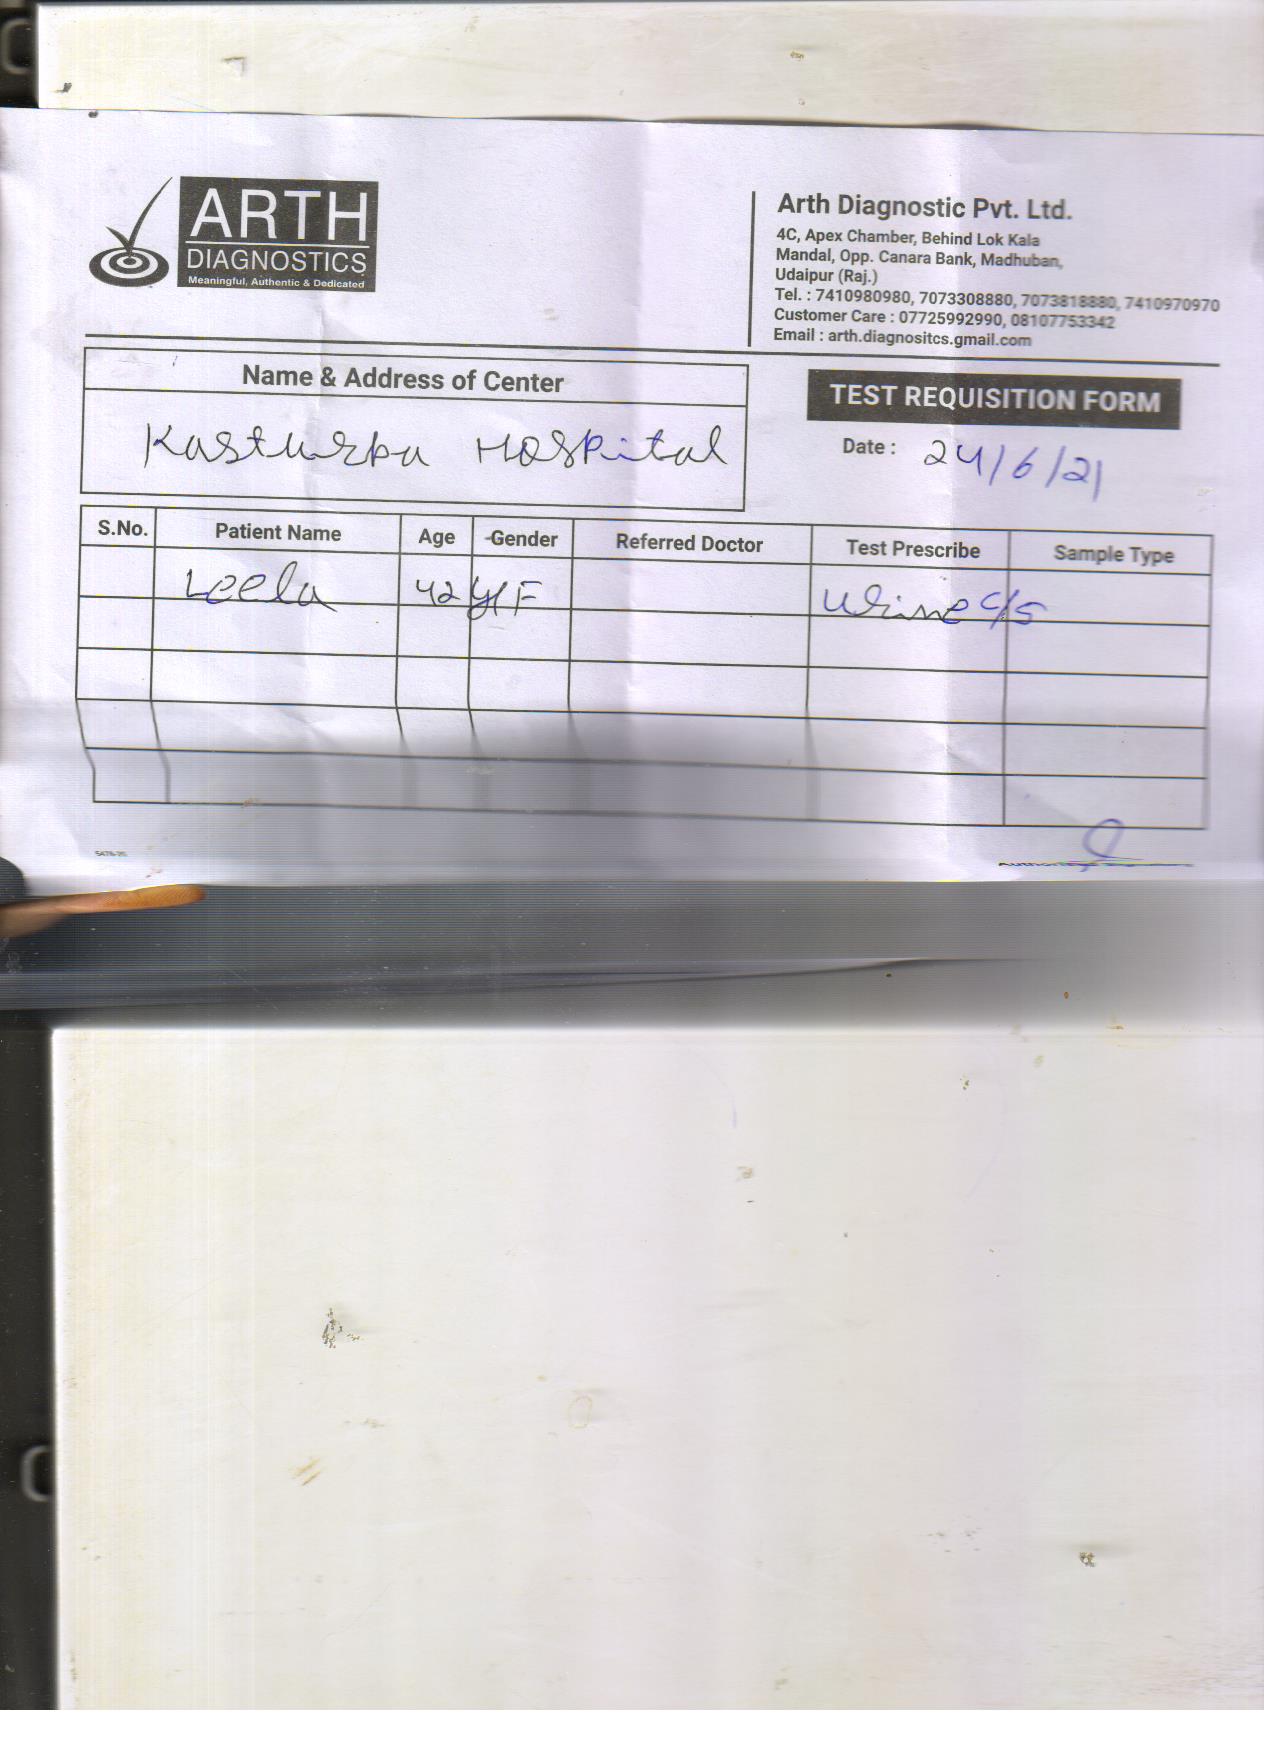 ARTH
DIAGNOSTICS
Meaningful, Authentic & Dedicated
Arth Diagnostic Pvt. Ltd.
4C, Apex Chamber, Behind Lok Kala
Mandal, Opp. Canara Bank, Madhuban,
Udaipur (Raj.)
Tel. : 7410980980, 7073308880, 7073818880, 7410970970
Customer Care : 07725992990, 08107753342
Email : arth.diagnositcs.gmail.com
Name & Address of Center
Kasturba Hospital
TEST REQUISITION FORM
Date : 24/6/21
S.No. Patient Name Age Gender Referred Doctor Test Prescribe Sample Type
Leela 42 y/F Urine C/S